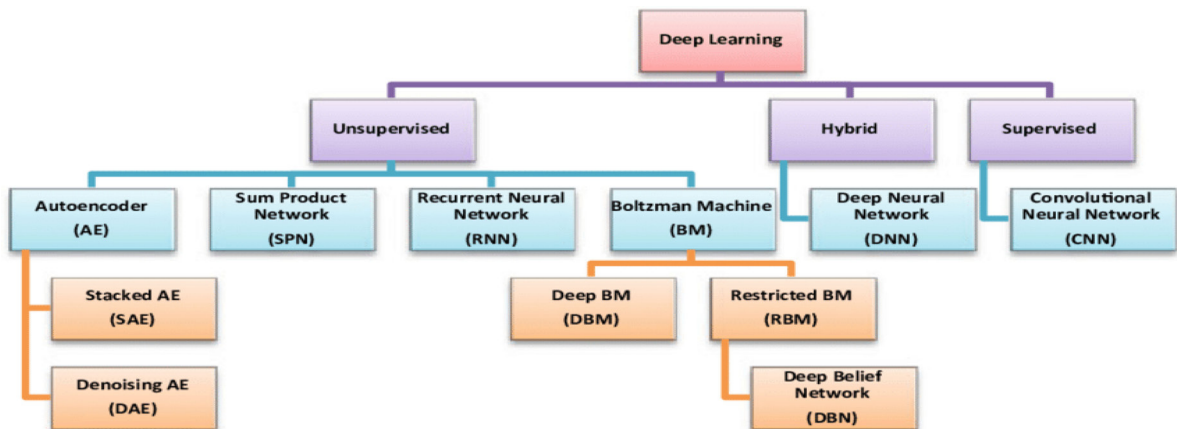 Deep Learning
Unsupervised
Hybrid
Supervised
Autoencoder
(AE)
Sum Product
Network
(SPN)
Recurrent Neural
Network
(RNN)
Boltzman Machine
(BM)
Deep Neural
Network
(DNN)
Convolutional
Neural Network
(CNN)
Stacked AE
(SAE)
Deep BM
(DBM)
Restricted BM
(RBM)
Denoising AE
(DAE)
Deep Belief
Network
(DBN)